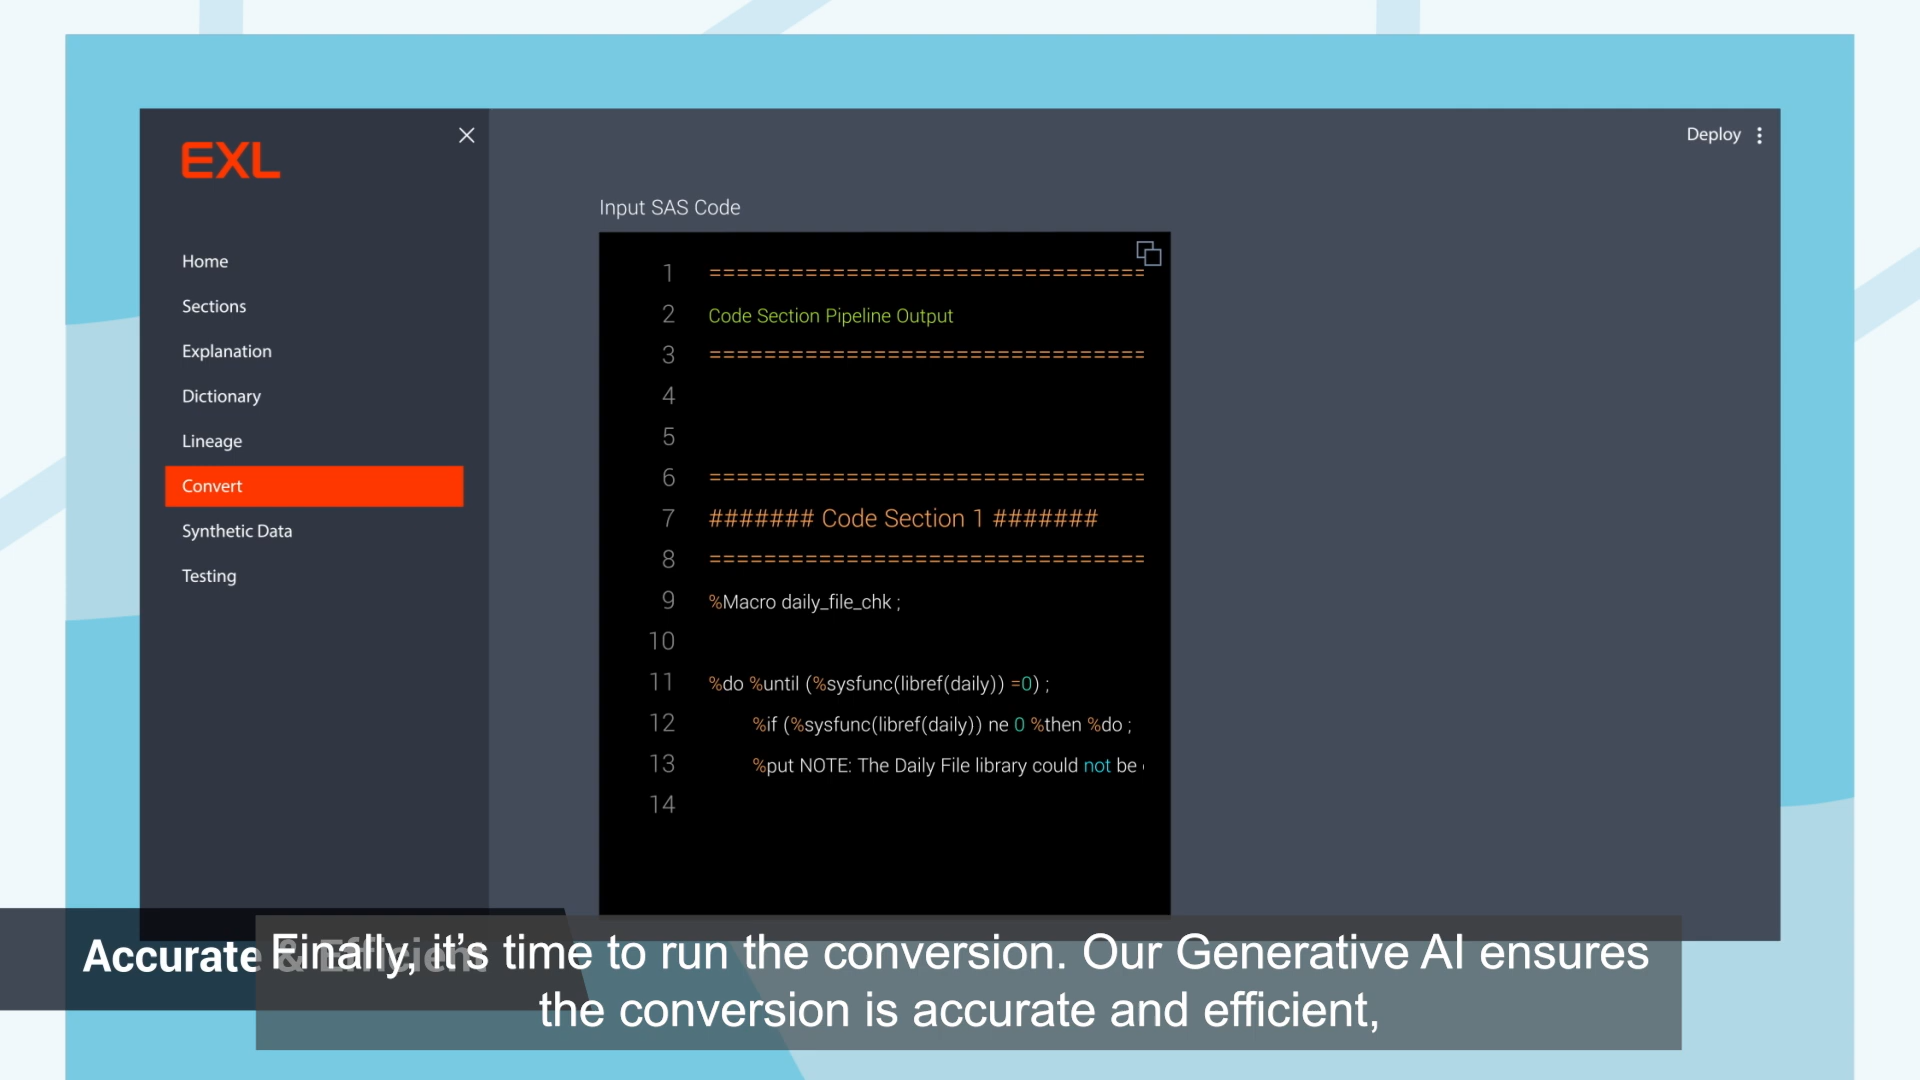 EXL
Deploy
Home
Sections
Explanation
Dictionary
Lineage
Convert
Synthetic Data
Testing
Input SAS Code
1 ================================
2 Code Section Pipeline Output
3 ================================
4
5
6 ================================
7 ####### Code Section 1 #######
8 ================================
9 %Macro daily_file_chk ;
10
11 %do %until (%sysfunc(libref(daily)) =0) ;
12 %if (%sysfunc(libref(daily)) ne 0 %then %do ;
13 %put NOTE: The Daily File library could not be
14
Accurate & Efficient
Finally, it’s time to run the conversion. Our Generative AI ensures
the conversion is accurate and efficient,